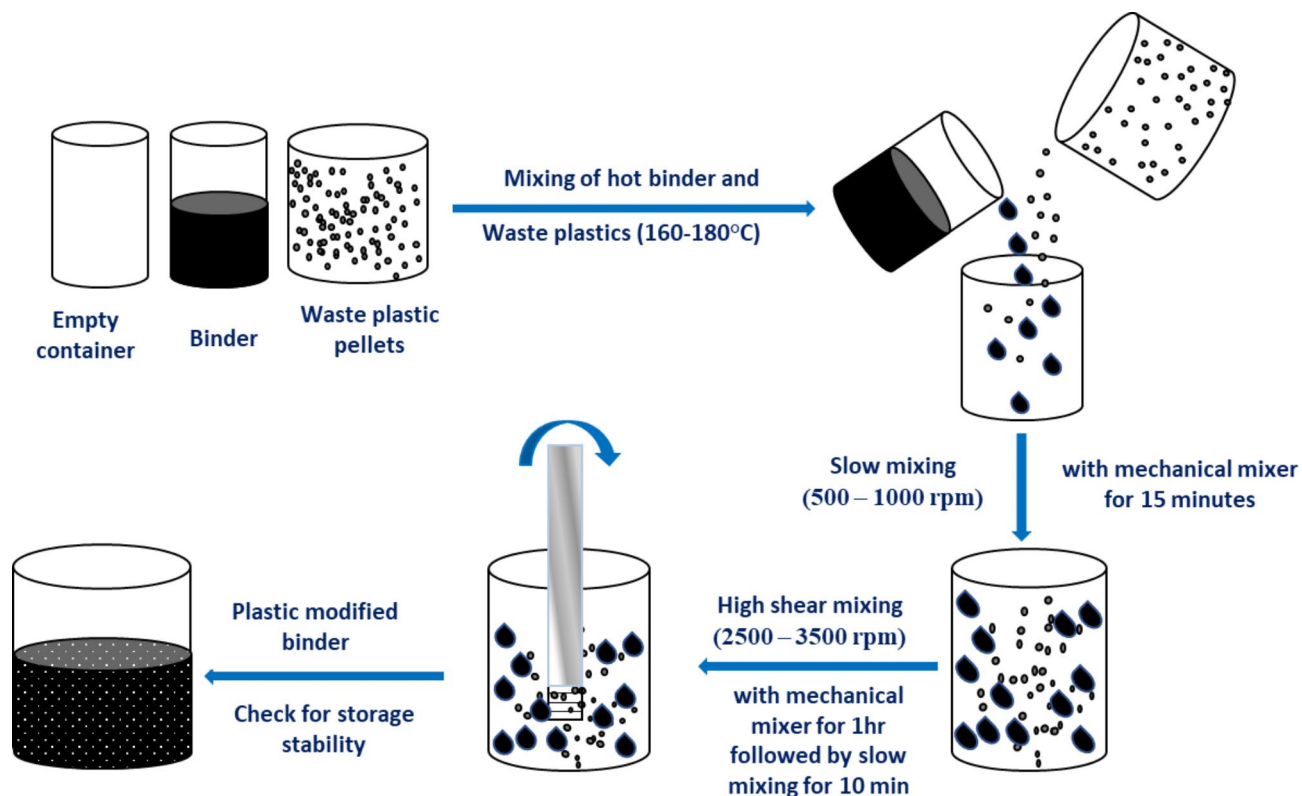 Empty
container
Binder
Waste plastic
pellets
Mixing of hot binder and
Waste plastics (160-180°C)
Slow mixing
(500 – 1000 rpm)
with mechanical mixer
for 15 minutes
High shear mixing
(2500 – 3500 rpm)
with mechanical
mixer for 1hr
followed by slow
mixing for 10 min
Plastic modified
binder
Check for storage
stability